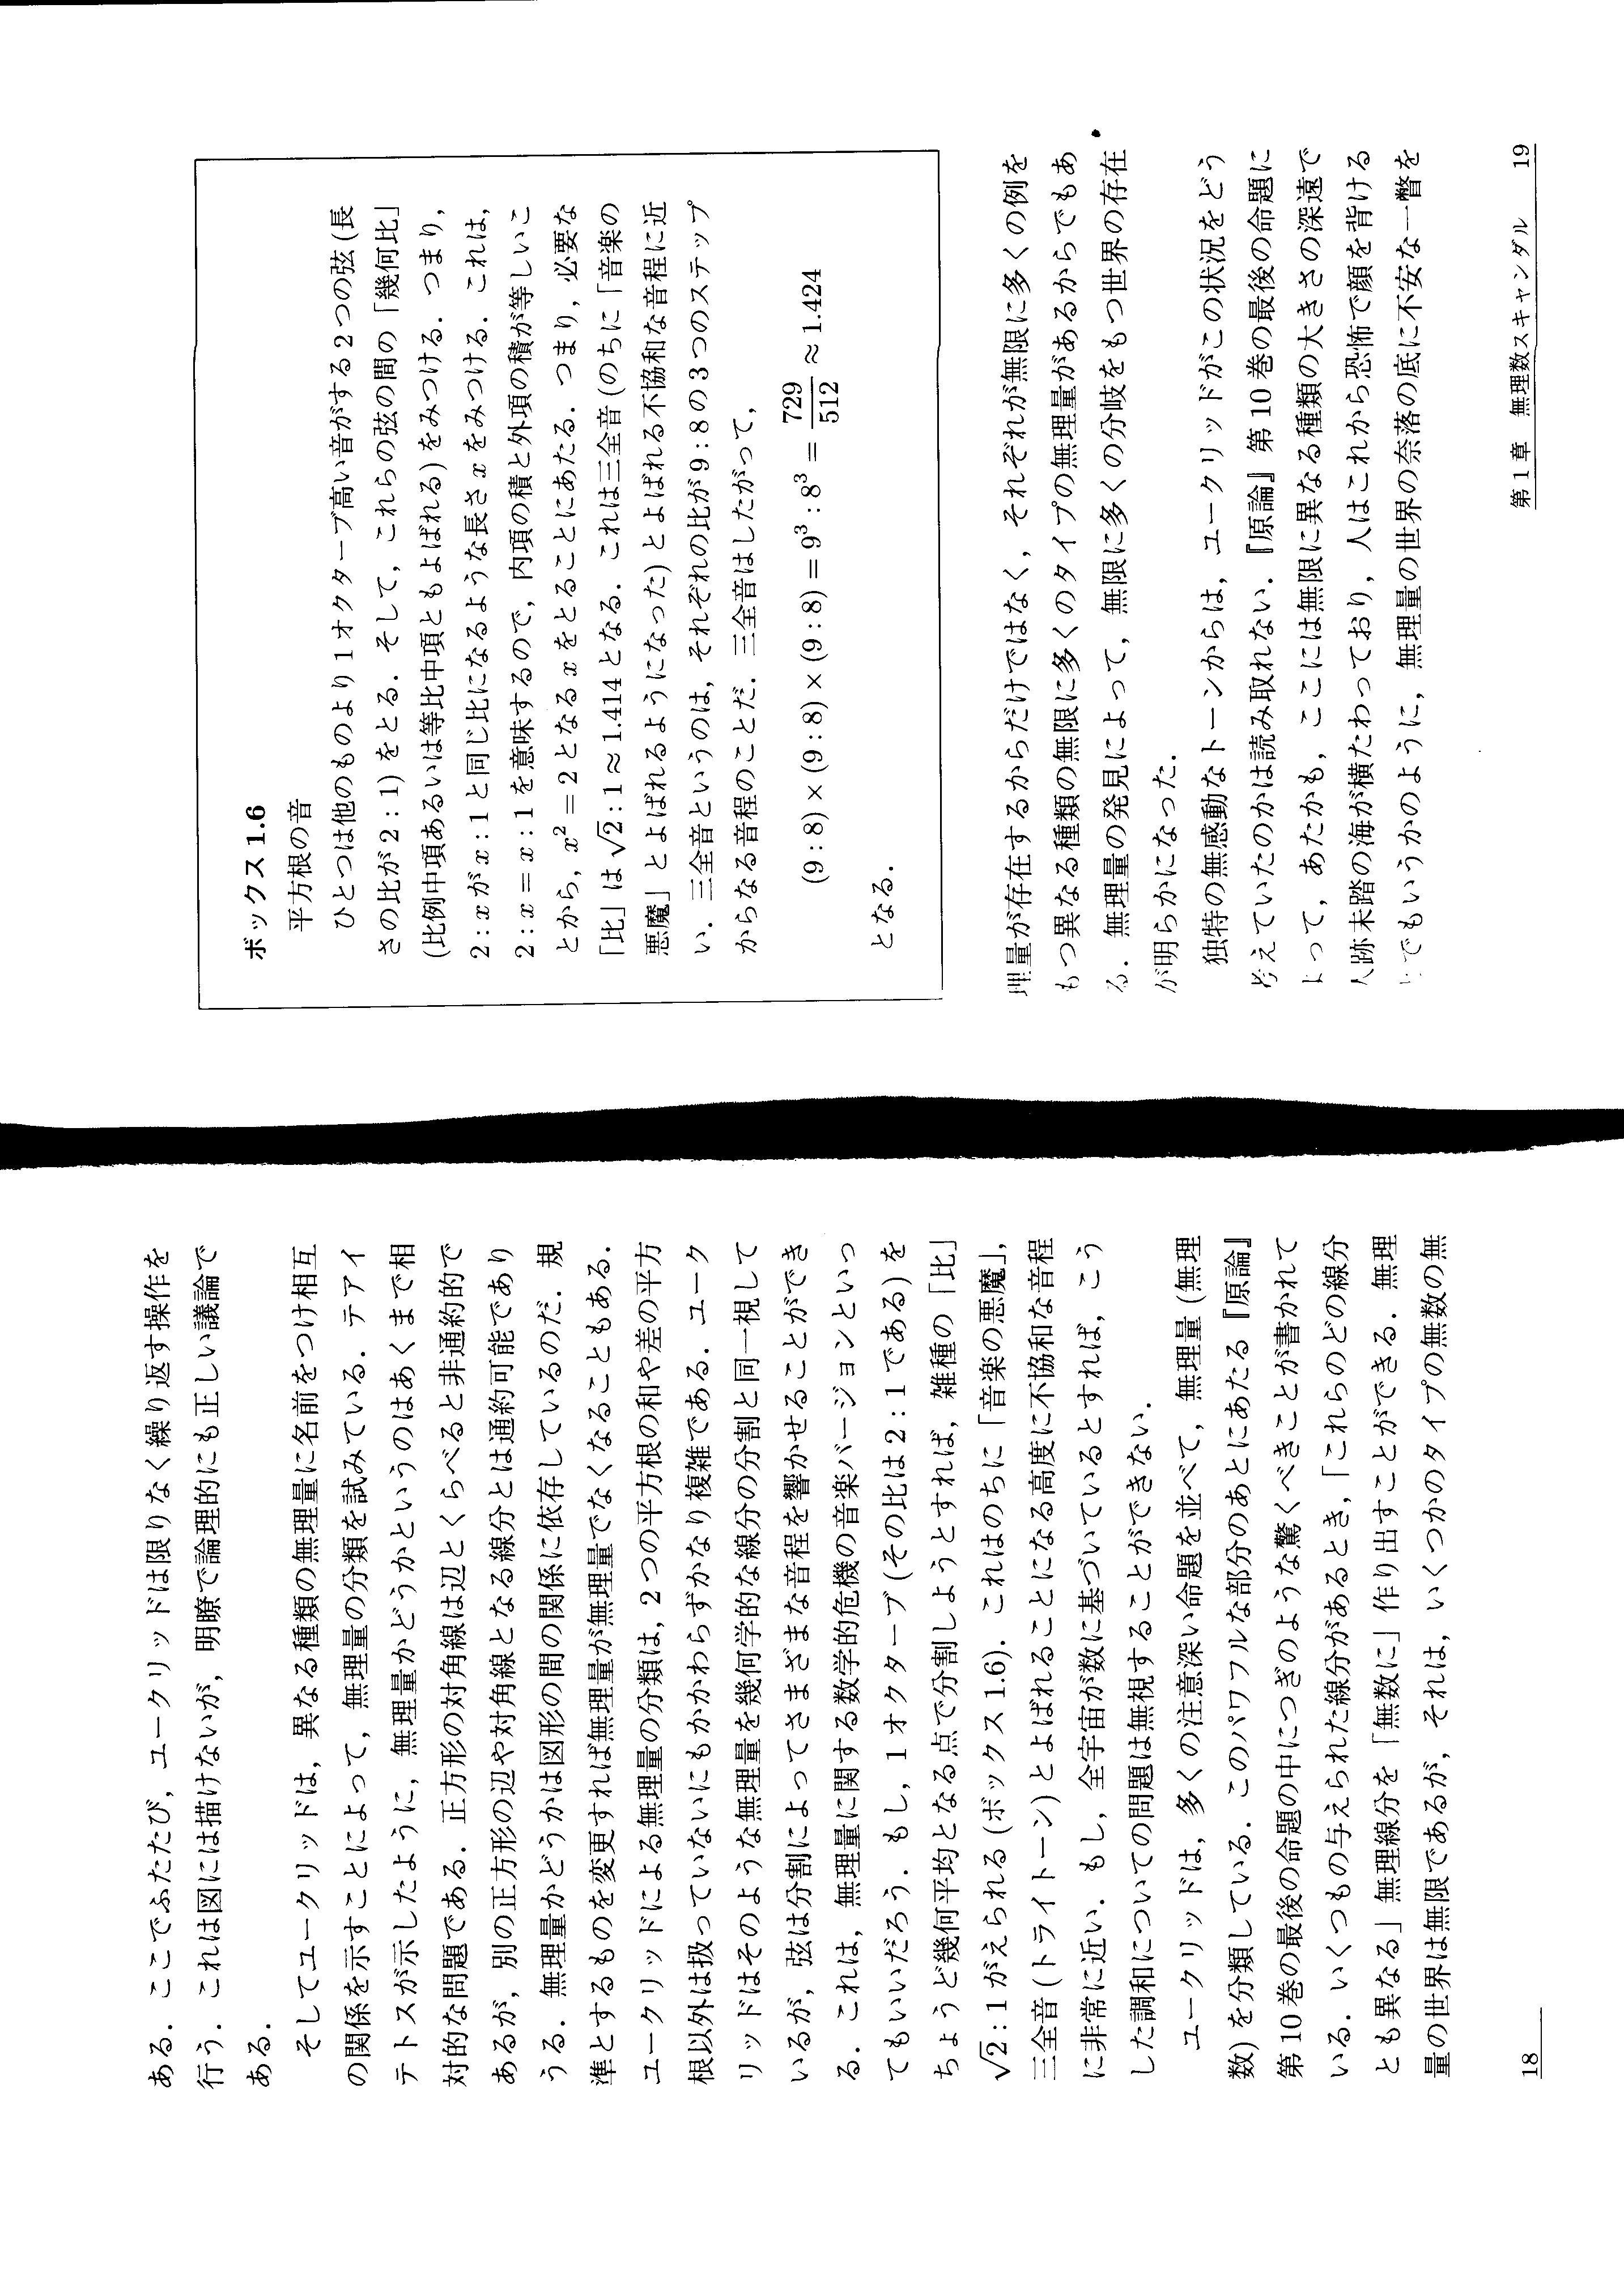 ある．ここでふたたび，ユークリッドは限りなく繰り返す操作を
行う．これは図には描けないが，明瞭で論理的にも正しい議論で
ある．
そしてユークリッドは，異なる種類の無理量に名前をつけ相互
の関係を示すことによって，無理量の分類を試みている．テアイ
テトスが示したように，無理量かどうかというのはあくまで相
対的な問題である．正方形の対角線は辺とくらべると非通約的で
あるが，別の正方形の辺や対角線となる線分とは通約可能であり
うる．無理量かどうかは図形の間の関係に依存しているのだ．規
準とするものを変更すれば無理量が無理量でなくなることもある．
ユークリッドによる無理量の分類は，2つの平方根の和や差の平方
根以外は扱っていないにもかかわらずかなり複雑である．ユーク
リッドはそのような無理量を幾何学的な線分の分割と同一視して
いるが，弦は分割によってさまざまな音程を響かせることができ
る．これは，無理量に関する数学的危機の音楽バージョンといっ
てもいいだろう．もし，1オクターブ(その比は2:1である)を
ちょうど幾何平均となる点で分割しようとすれば，雑種の「比」
√2:1がえられる(ボックス1.6)．これはのちに「音楽の悪魔」，
三全音(トライトーン)とよばれることになる高度に不協和な音程
に非常に近い．もし，全宇宙が数に基づいているとすれば，こう
した調和についての問題は無視することができない．
ユークリッドは，多くの注意深い命題を並べて，無理量(無理
数)を分類している．このパワフルな部分のあとにあたる『原論』
第10巻の最後の命題の中につぎのような驚くべきことが書かれて
いる．いくつもの与えられた線分があるとき，「これらのどの線分
とも異なる」無理線分を「無数に」作り出すことができる．無理
量の世界は無限であるが，それは，いくつかのタイプの無数の無
18
ボックス1.6
平方根の音
ひとつは他のものより1オクターブ高い音がする2つの弦(長
さの比が2:1)をとる．そして，これらの弦の間の「幾何比」
(比例中項あるいは等比中項ともよばれる)をみつける．つまり，
2:xがx:1と同じ比になるような長さxをみつける．これは，
2:x=x:1を意味するので，内項の積と外項の積が等しいこ
とから，x²=2となるxをとることにあたる．つまり，必要な
「比」は√2:1≈1.414となる．これは三全音(のちに「音楽の
悪魔」とよばれるようになった)とよばれる不協和な音程に近
い．三全音というのは，それぞれの比が9:8の3つのステップ
からなる音程のことだ．三全音はしたがって，
(9:8)×(9:8)×(9:8)=9³:8³=729/512≈1.424
となる．
理量が存在するからだけではなく，それぞれが無限に多くの例を
もつ異なる種類の無限に多くのタイプの無理量があるからでもあ
る．無理量の発見によって，無限に多くの分岐をもつ世界の存在
が明らかになった．
独特の無感動なトーンからは，ユークリッドがこの状況をどう
考えていたのかは読み取れない．『原論』第10巻の最後の命題に
よって，あたかも，ここには無限に異なる種類の大きさの深遠で
人跡未踏の海が横たわっており，人はこれから恐怖で顔を背ける
とでもいうかのように，無理量の世界の奈落の底に不安な一瞥を
第1章 無理数スキャンダル 19